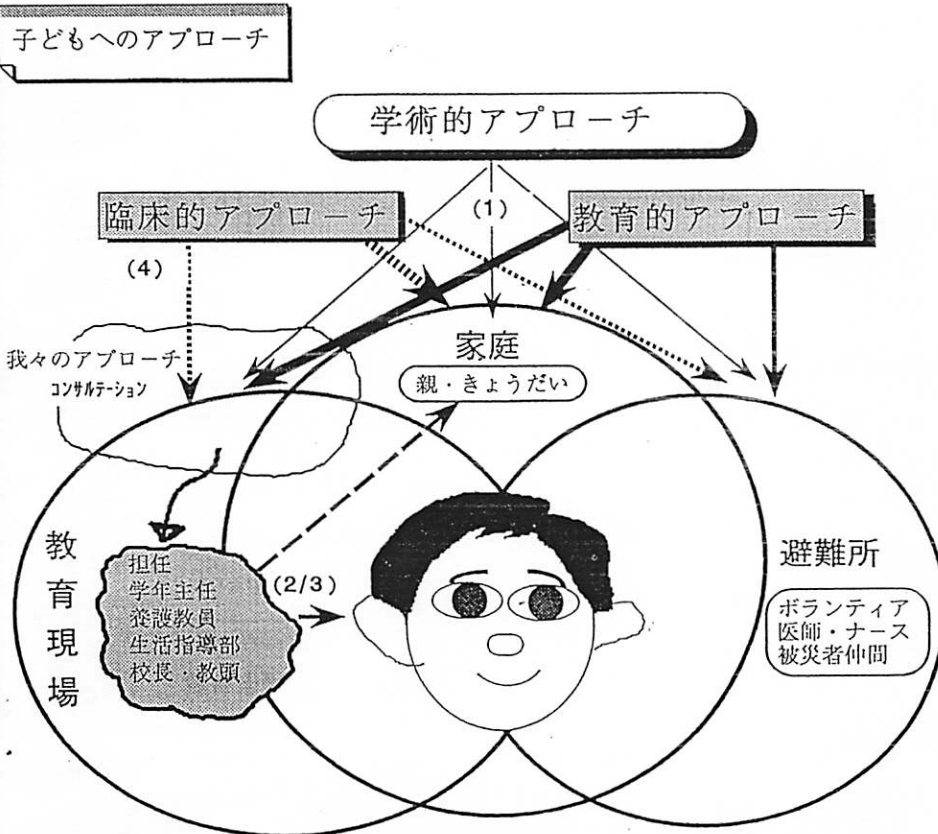 子どもへのアプローチ
学術的アプローチ
臨床的アプローチ
(1)
教育的アプローチ
(4)
我々のアプローチ
コンサルテーション
家庭
親・きょうだい
教育現場
担任
学年主任
養護教員
生活指導部
校長・教頭
(2/3)
避難所
ボランティア
医師・ナース
被災者仲間